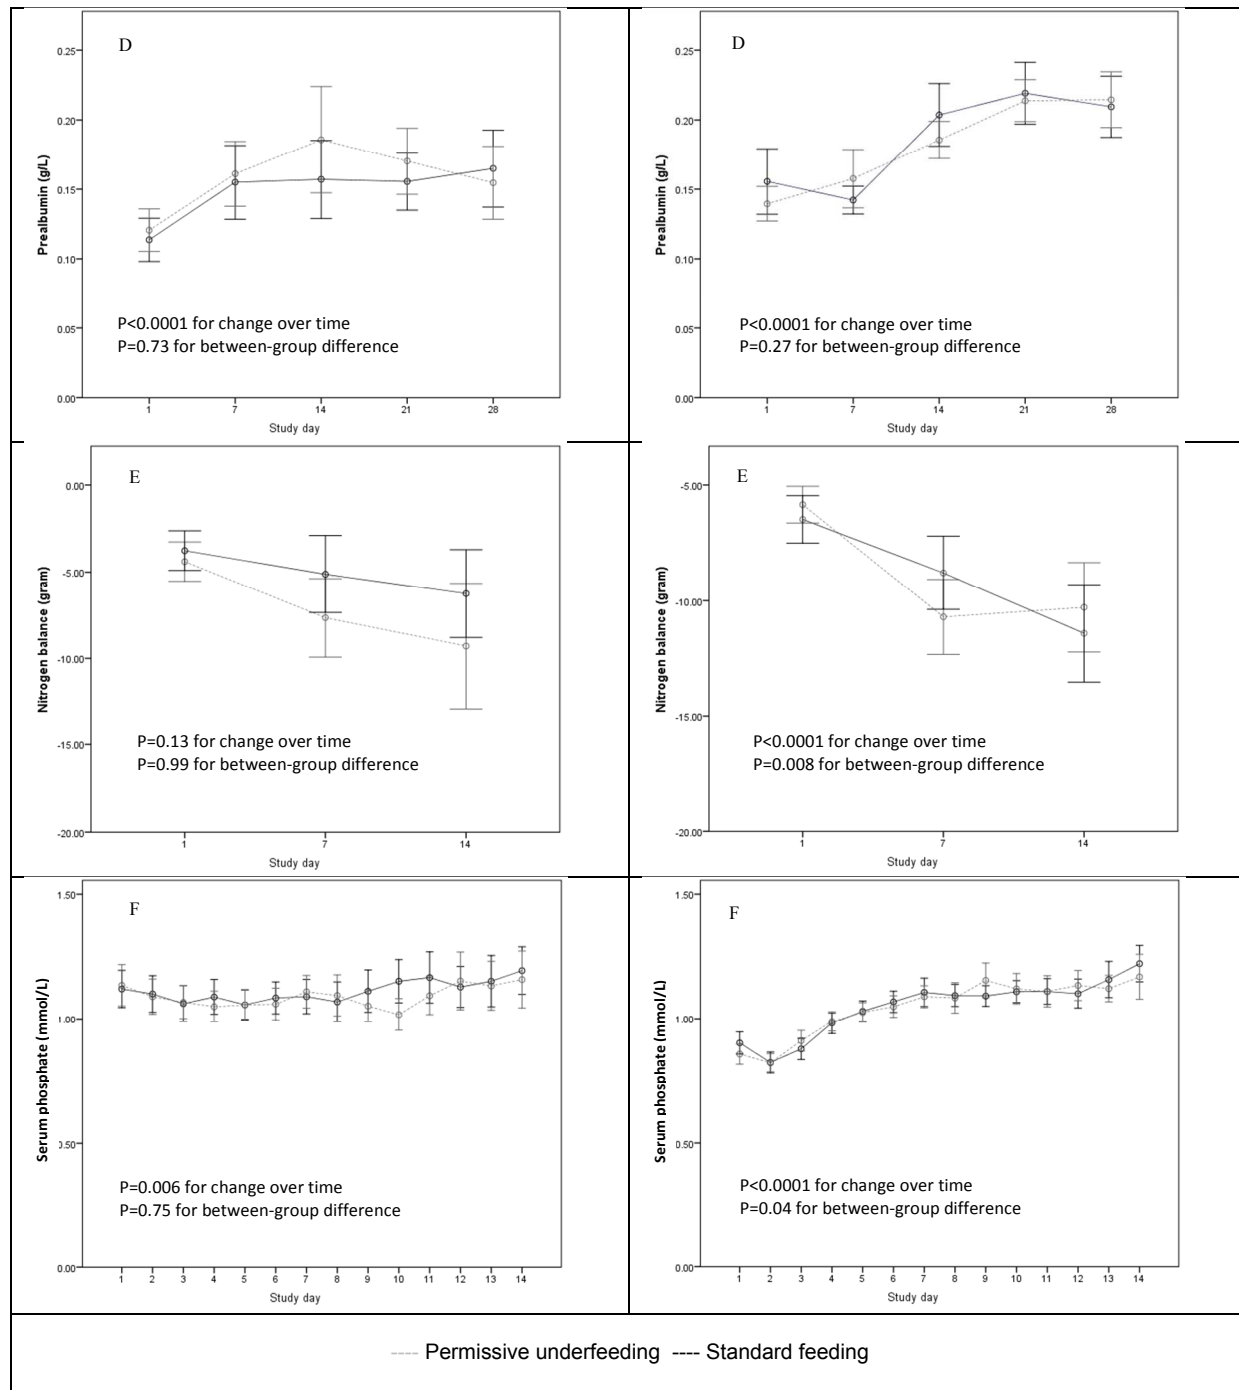 D
Prealbumin (g/L)
0.25
0.20
0.15
0.10
0.05
0.00
P<0.0001 for change over time
P=0.73 for between-group difference
1 7 14 21 28
Study day
D
Prealbumin (g/L)
0.25
0.20
0.15
0.10
0.05
0.00
P<0.0001 for change over time
P=0.27 for between-group difference
1 7 14 21 28
Study day
E
Nitrogen balance (gram)
0.00
-5.00
-10.00
-15.00
-20.00
P=0.13 for change over time
P=0.99 for between-group difference
1 7 14
Study day
E
Nitrogen balance (gram)
-5.00
-10.00
-15.00
-20.00
P<0.0001 for change over time
P=0.008 for between-group difference
1 7 14
Study day
F
Serum phosphate (mmol/L)
1.50
1.00
0.50
0.00
P=0.006 for change over time
P=0.75 for between-group difference
1 2 3 4 5 6 7 8 9 10 11 12 13 14
Study day
F
Serum phosphate (mmol/L)
1.50
1.00
0.50
0.00
P<0.0001 for change over time
P=0.04 for between-group difference
1 2 3 4 5 6 7 8 9 10 11 12 13 14
Study day
---- Permissive underfeeding ---- Standard feeding